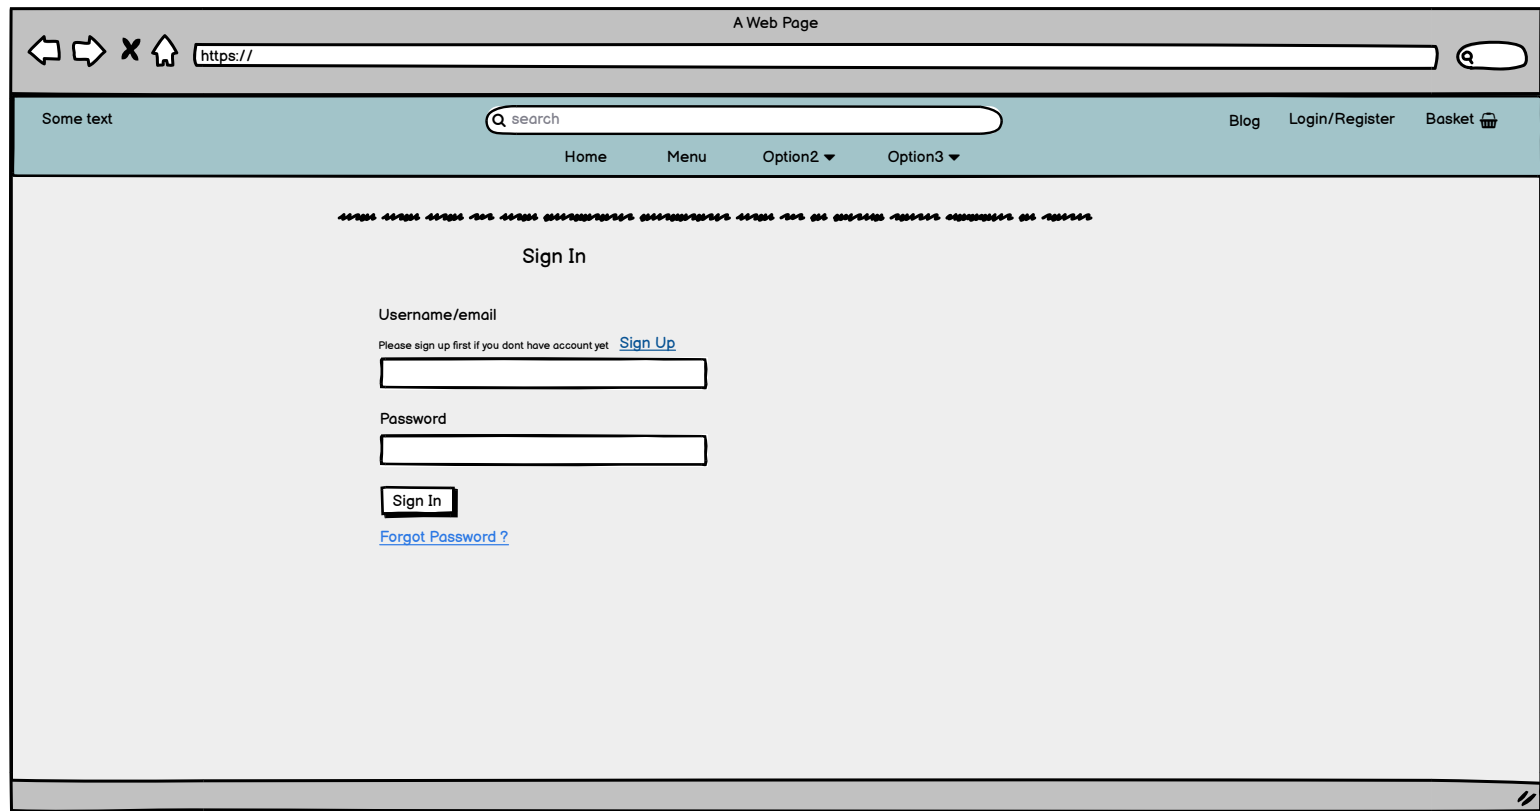 A Web Page
https://
Some text
search
Blog Login/Register Basket
Home Menu Option2 Option3
Sign In
Username/email
Please sign up first if you dont have account yet Sign Up
Password
Sign In
Forgot Password ?